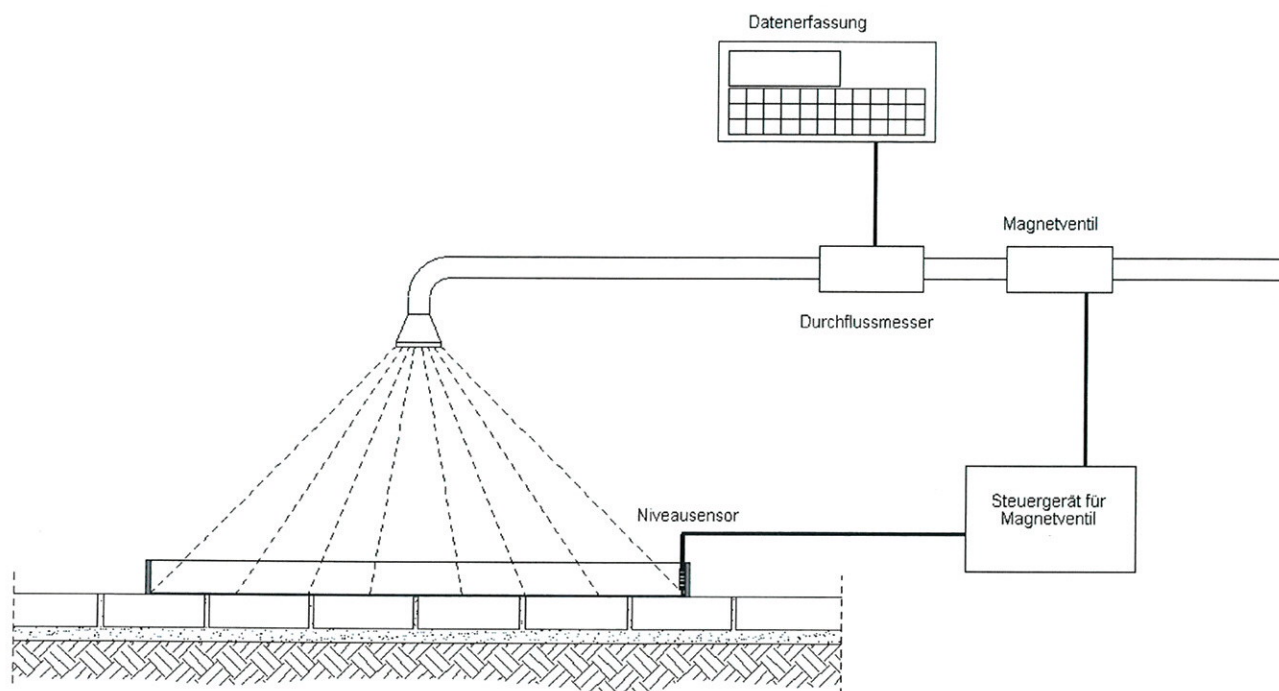 Datenerfassung
Magnetventil
Durchflussmesser
Niveausensor
Steuergerät für
Magnetventil